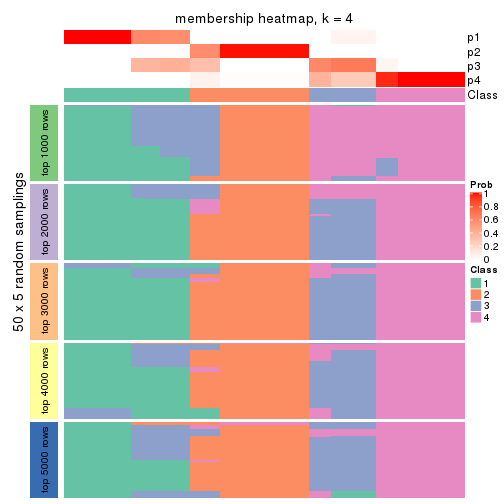 membership heatmap, k = 4
p1
p2
p3
p4
Class
50 x 5 random samplings
top 1000 rows
top 2000 rows
top 3000 rows
top 4000 rows
top 5000 rows
Prob
1
0.8
0.6
0.4
0.2
0
Class
1
2
3
4